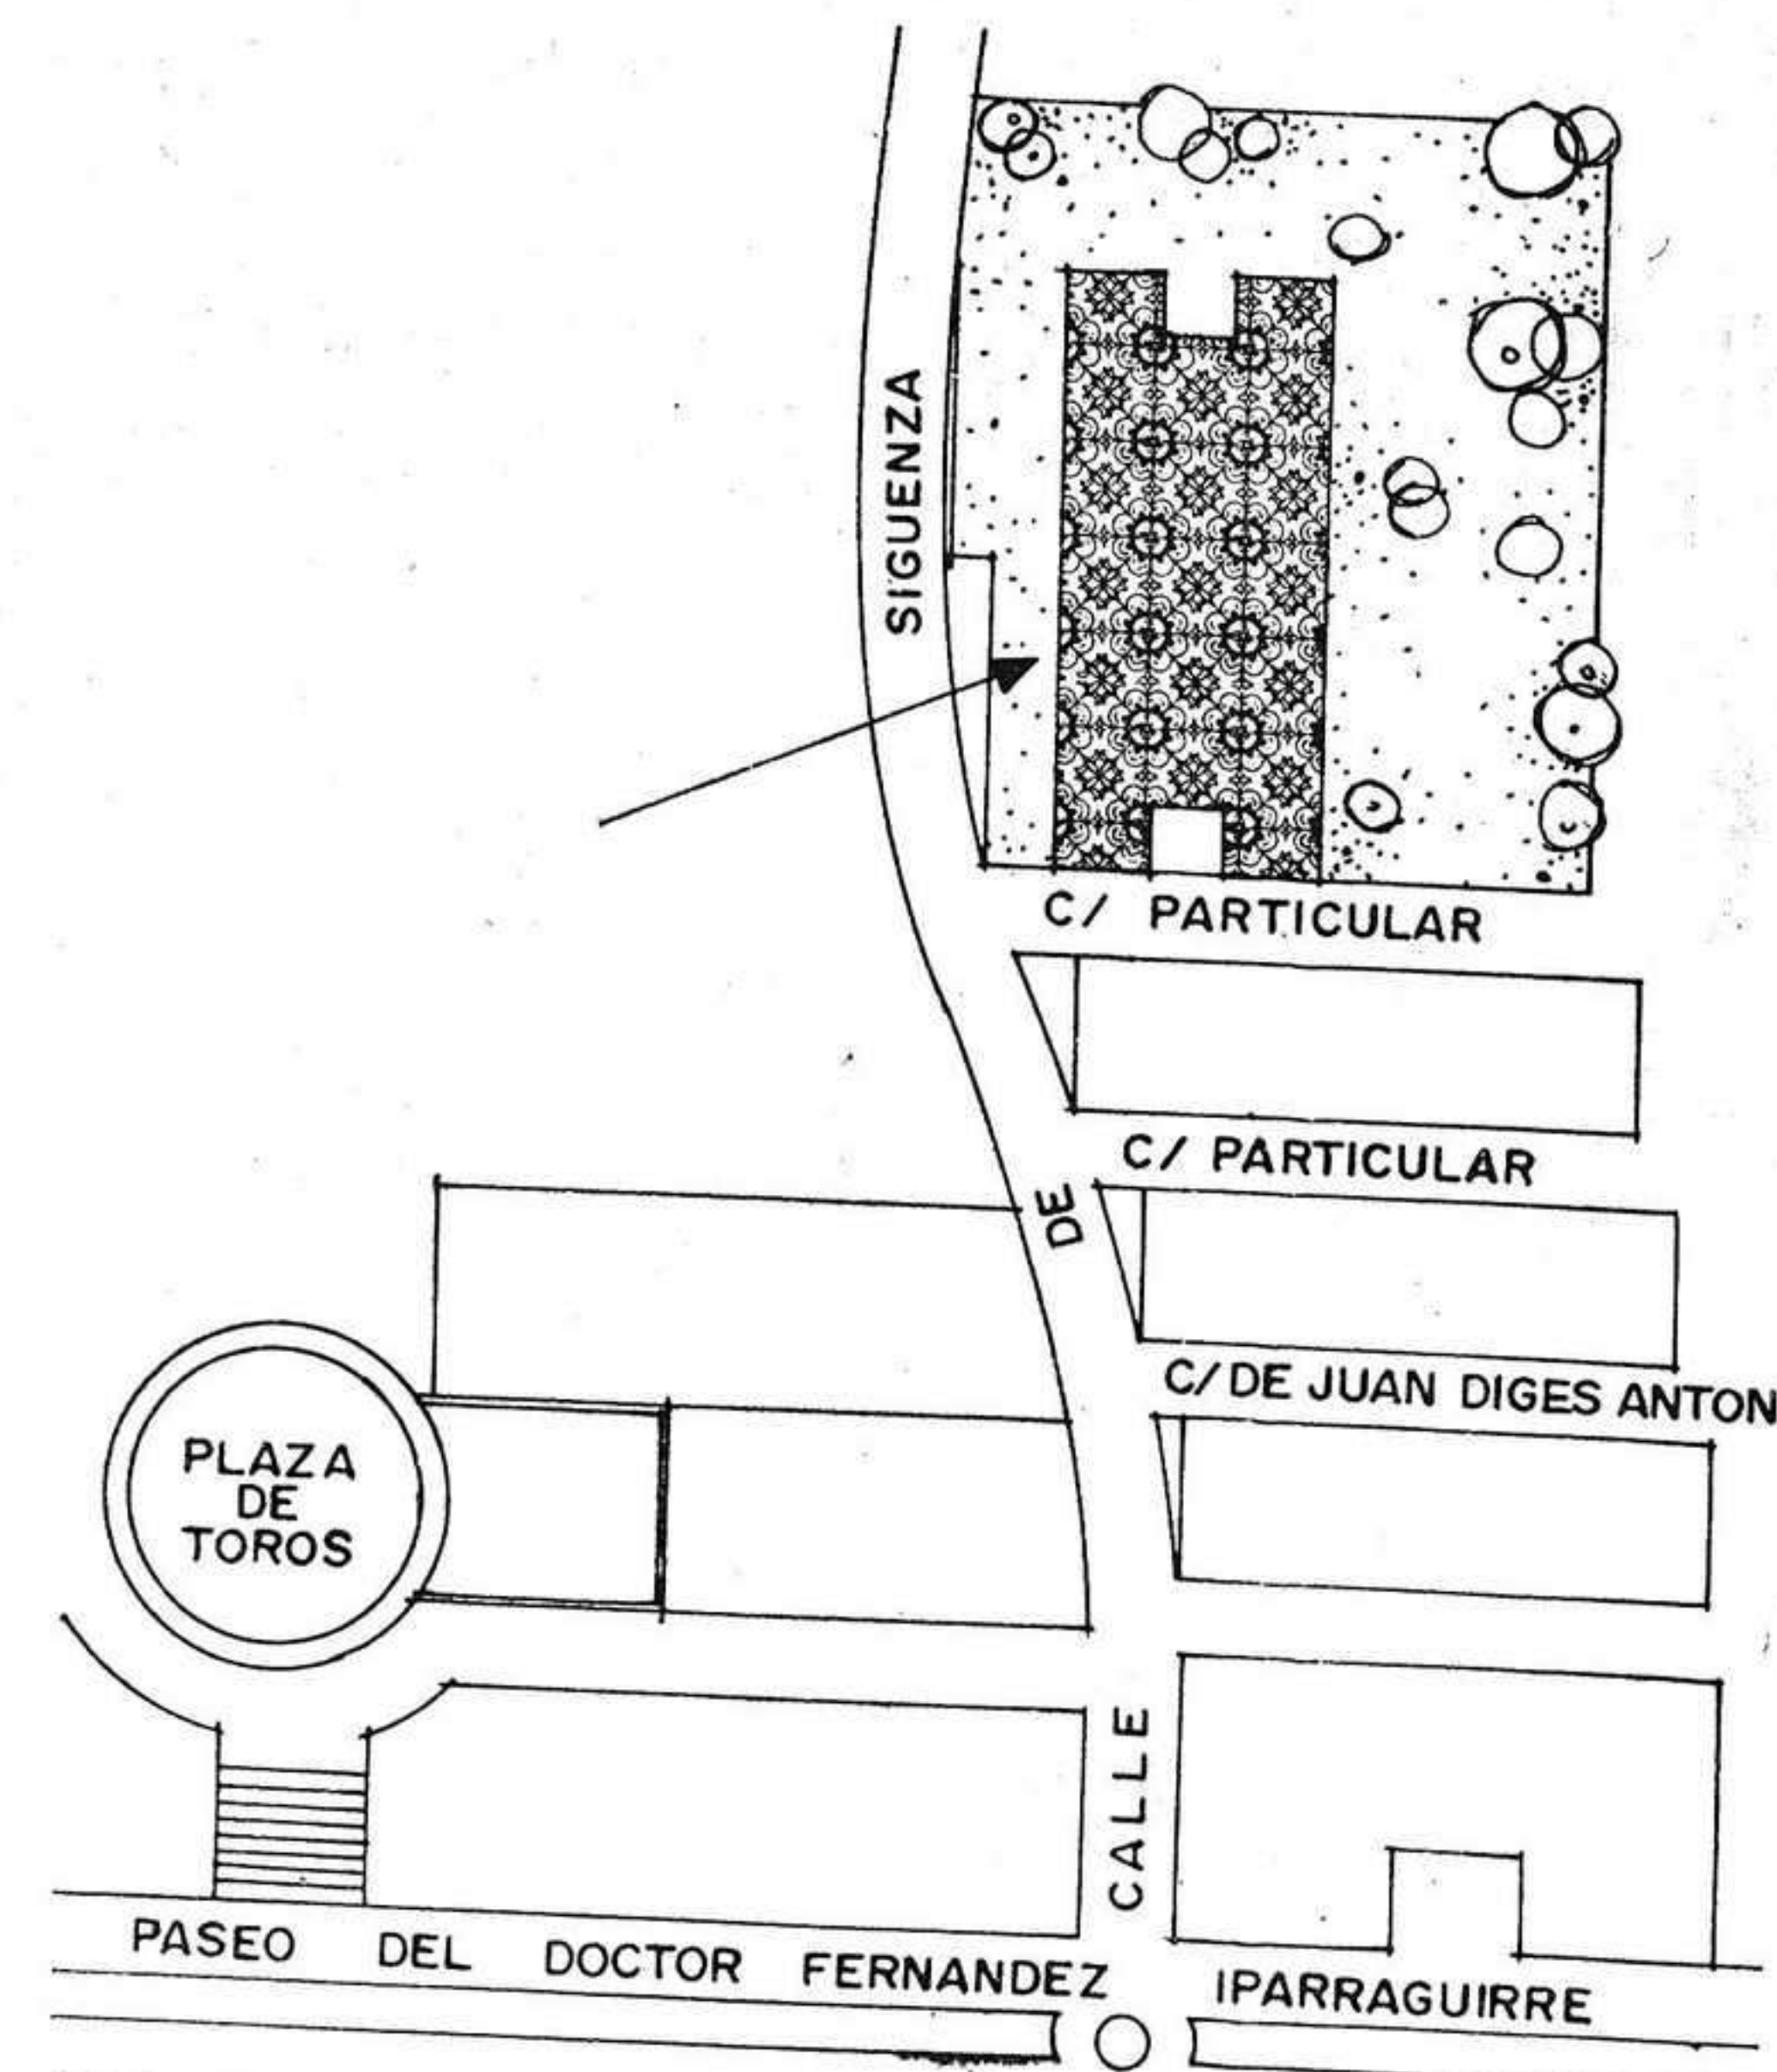 SIGUENZA
C/ PARTICULAR
C/ PARTICULAR
DE
C/ DE JUAN DIGES ANTON
PLAZA
DE
TOROS
CALLE
PASEO DEL DOCTOR FERNANDEZ IPARRAGUIRRE